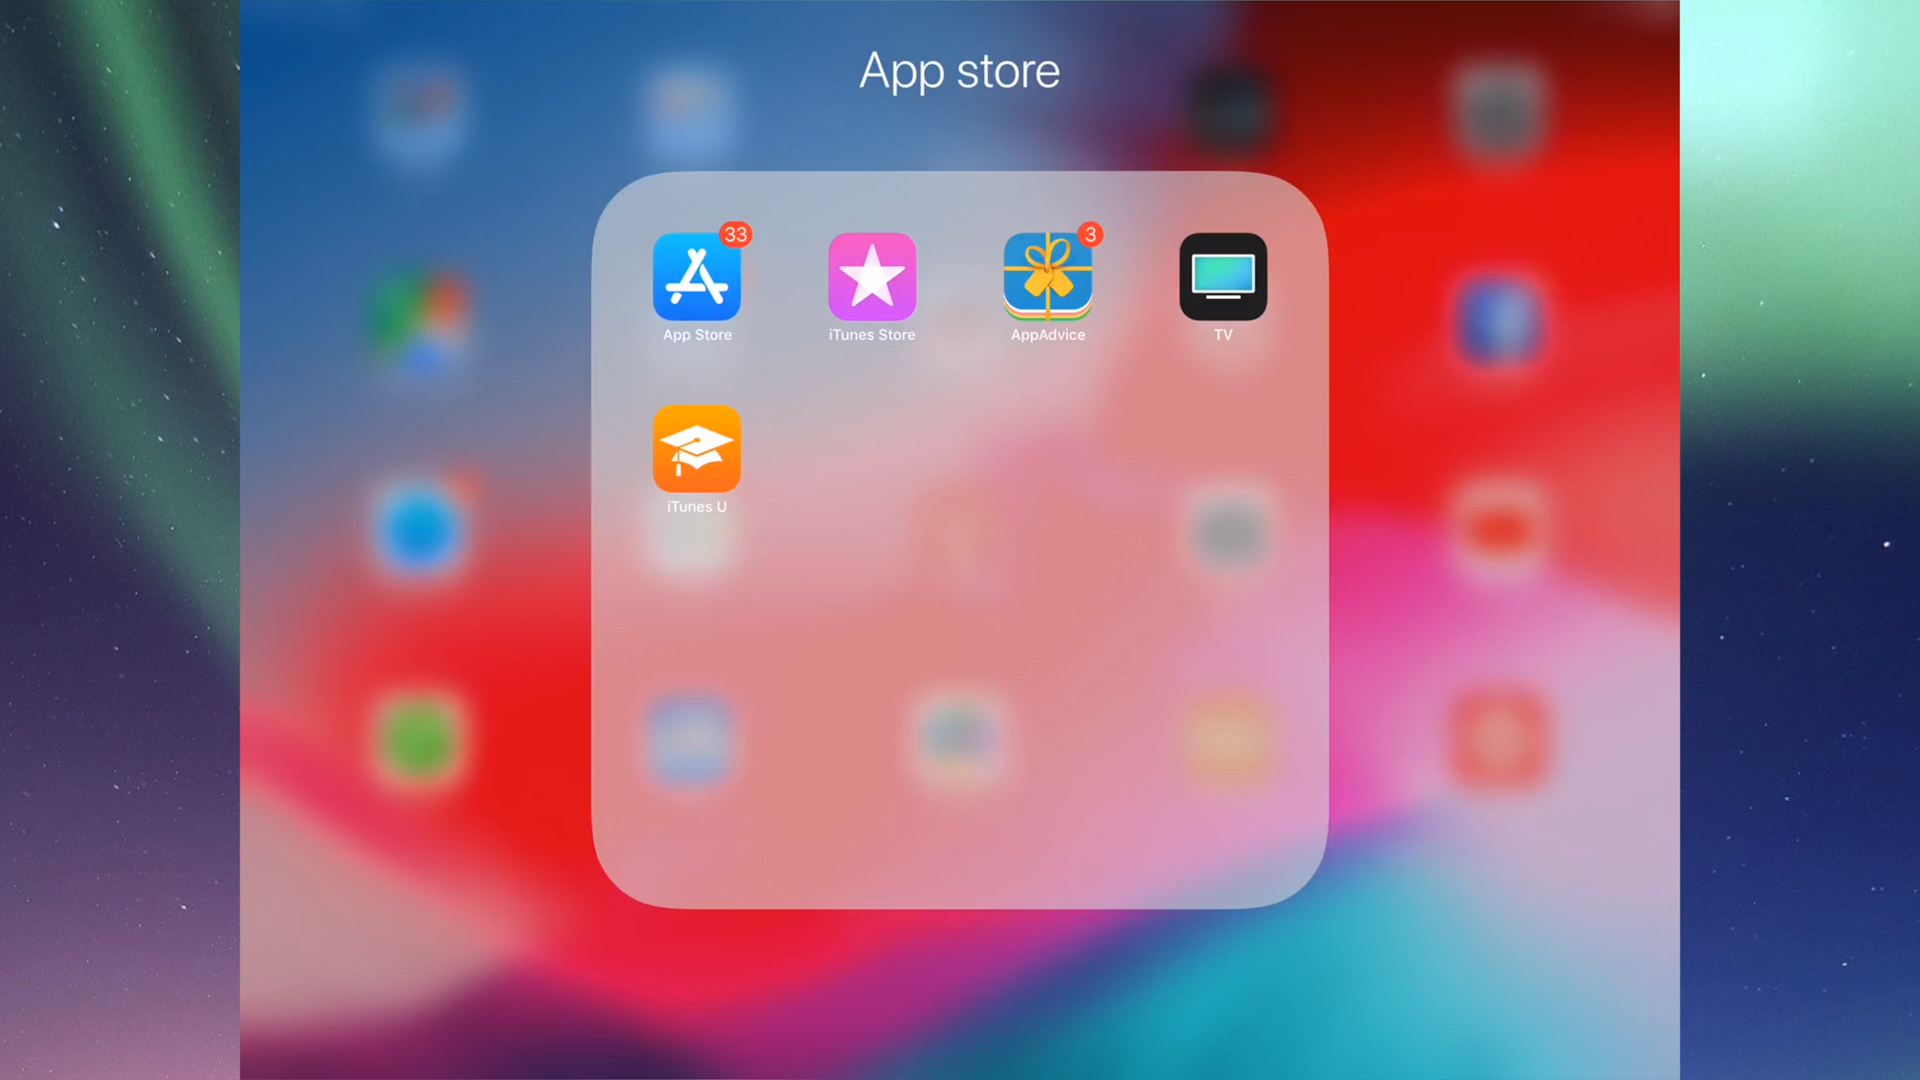 App store
33
3
App Store
iTunes Store
AppAdvice
TV
iTunes U